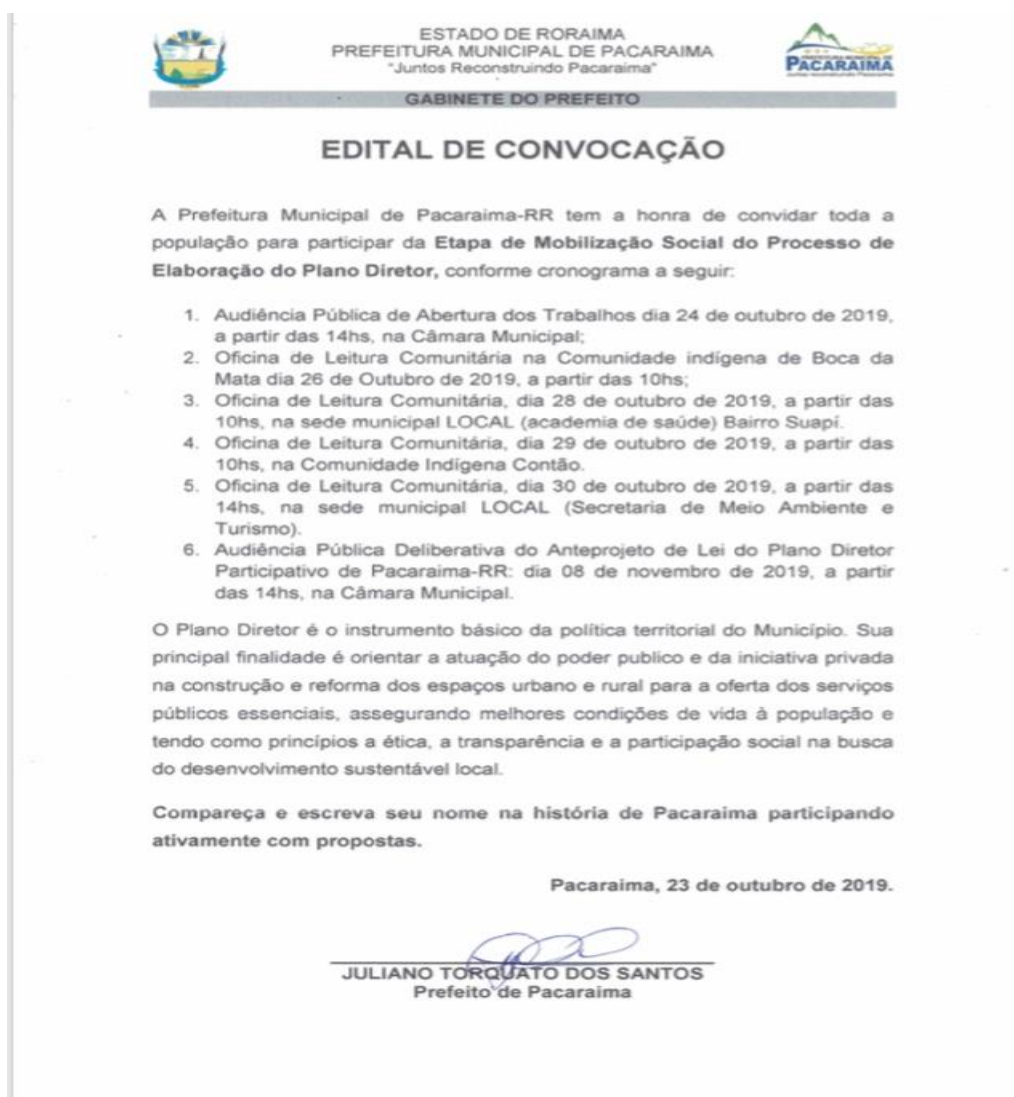 ESTADO DE RORAIMA
PREFEITURA MUNICIPAL DE PACARAIMA
"Juntos Reconstruindo Pacaraima"
PACARAIMA
GABINETE DO PREFEITO
EDITAL DE CONVOCAÇÃO
A Prefeitura Municipal de Pacaraima-RR tem a honra de convidar toda a
população para participar da Etapa de Mobilização Social do Processo de
Elaboração do Plano Diretor, conforme cronograma a seguir:
1. Audiência Pública de Abertura dos Trabalhos dia 24 de outubro de 2019,
a partir das 14hs, na Câmara Municipal;
2. Oficina de Leitura Comunitária na Comunidade indígena de Boca da
Mata dia 26 de Outubro de 2019, a partir das 10hs;
3. Oficina de Leitura Comunitária, dia 28 de outubro de 2019, a partir das
10hs, na sede municipal LOCAL (academia de saúde) Bairro Suapí.
4. Oficina de Leitura Comunitária, dia 29 de outubro de 2019, a partir das
10hs, na Comunidade Indígena Contão.
5. Oficina de Leitura Comunitária, dia 30 de outubro de 2019, a partir das
14hs, na sede municipal LOCAL (Secretaria de Meio Ambiente e
Turismo).
6. Audiência Pública Deliberativa do Anteprojeto de Lei do Plano Diretor
Participativo de Pacaraima-RR: dia 08 de novembro de 2019, a partir
das 14hs, na Câmara Municipal.
O Plano Diretor é o instrumento básico da política territorial do Município. Sua
principal finalidade é orientar a atuação do poder publico e da iniciativa privada
na construção e reforma dos espaços urbano e rural para a oferta dos serviços
públicos essenciais, assegurando melhores condições de vida à população e
tendo como princípios a ética, a transparência e a participação social na busca
do desenvolvimento sustentável local.
Compareça e escreva seu nome na história de Pacaraima participando
ativamente com propostas.
Pacaraima, 23 de outubro de 2019.
JULIANO TORQUATO DOS SANTOS
Prefeito de Pacaraima